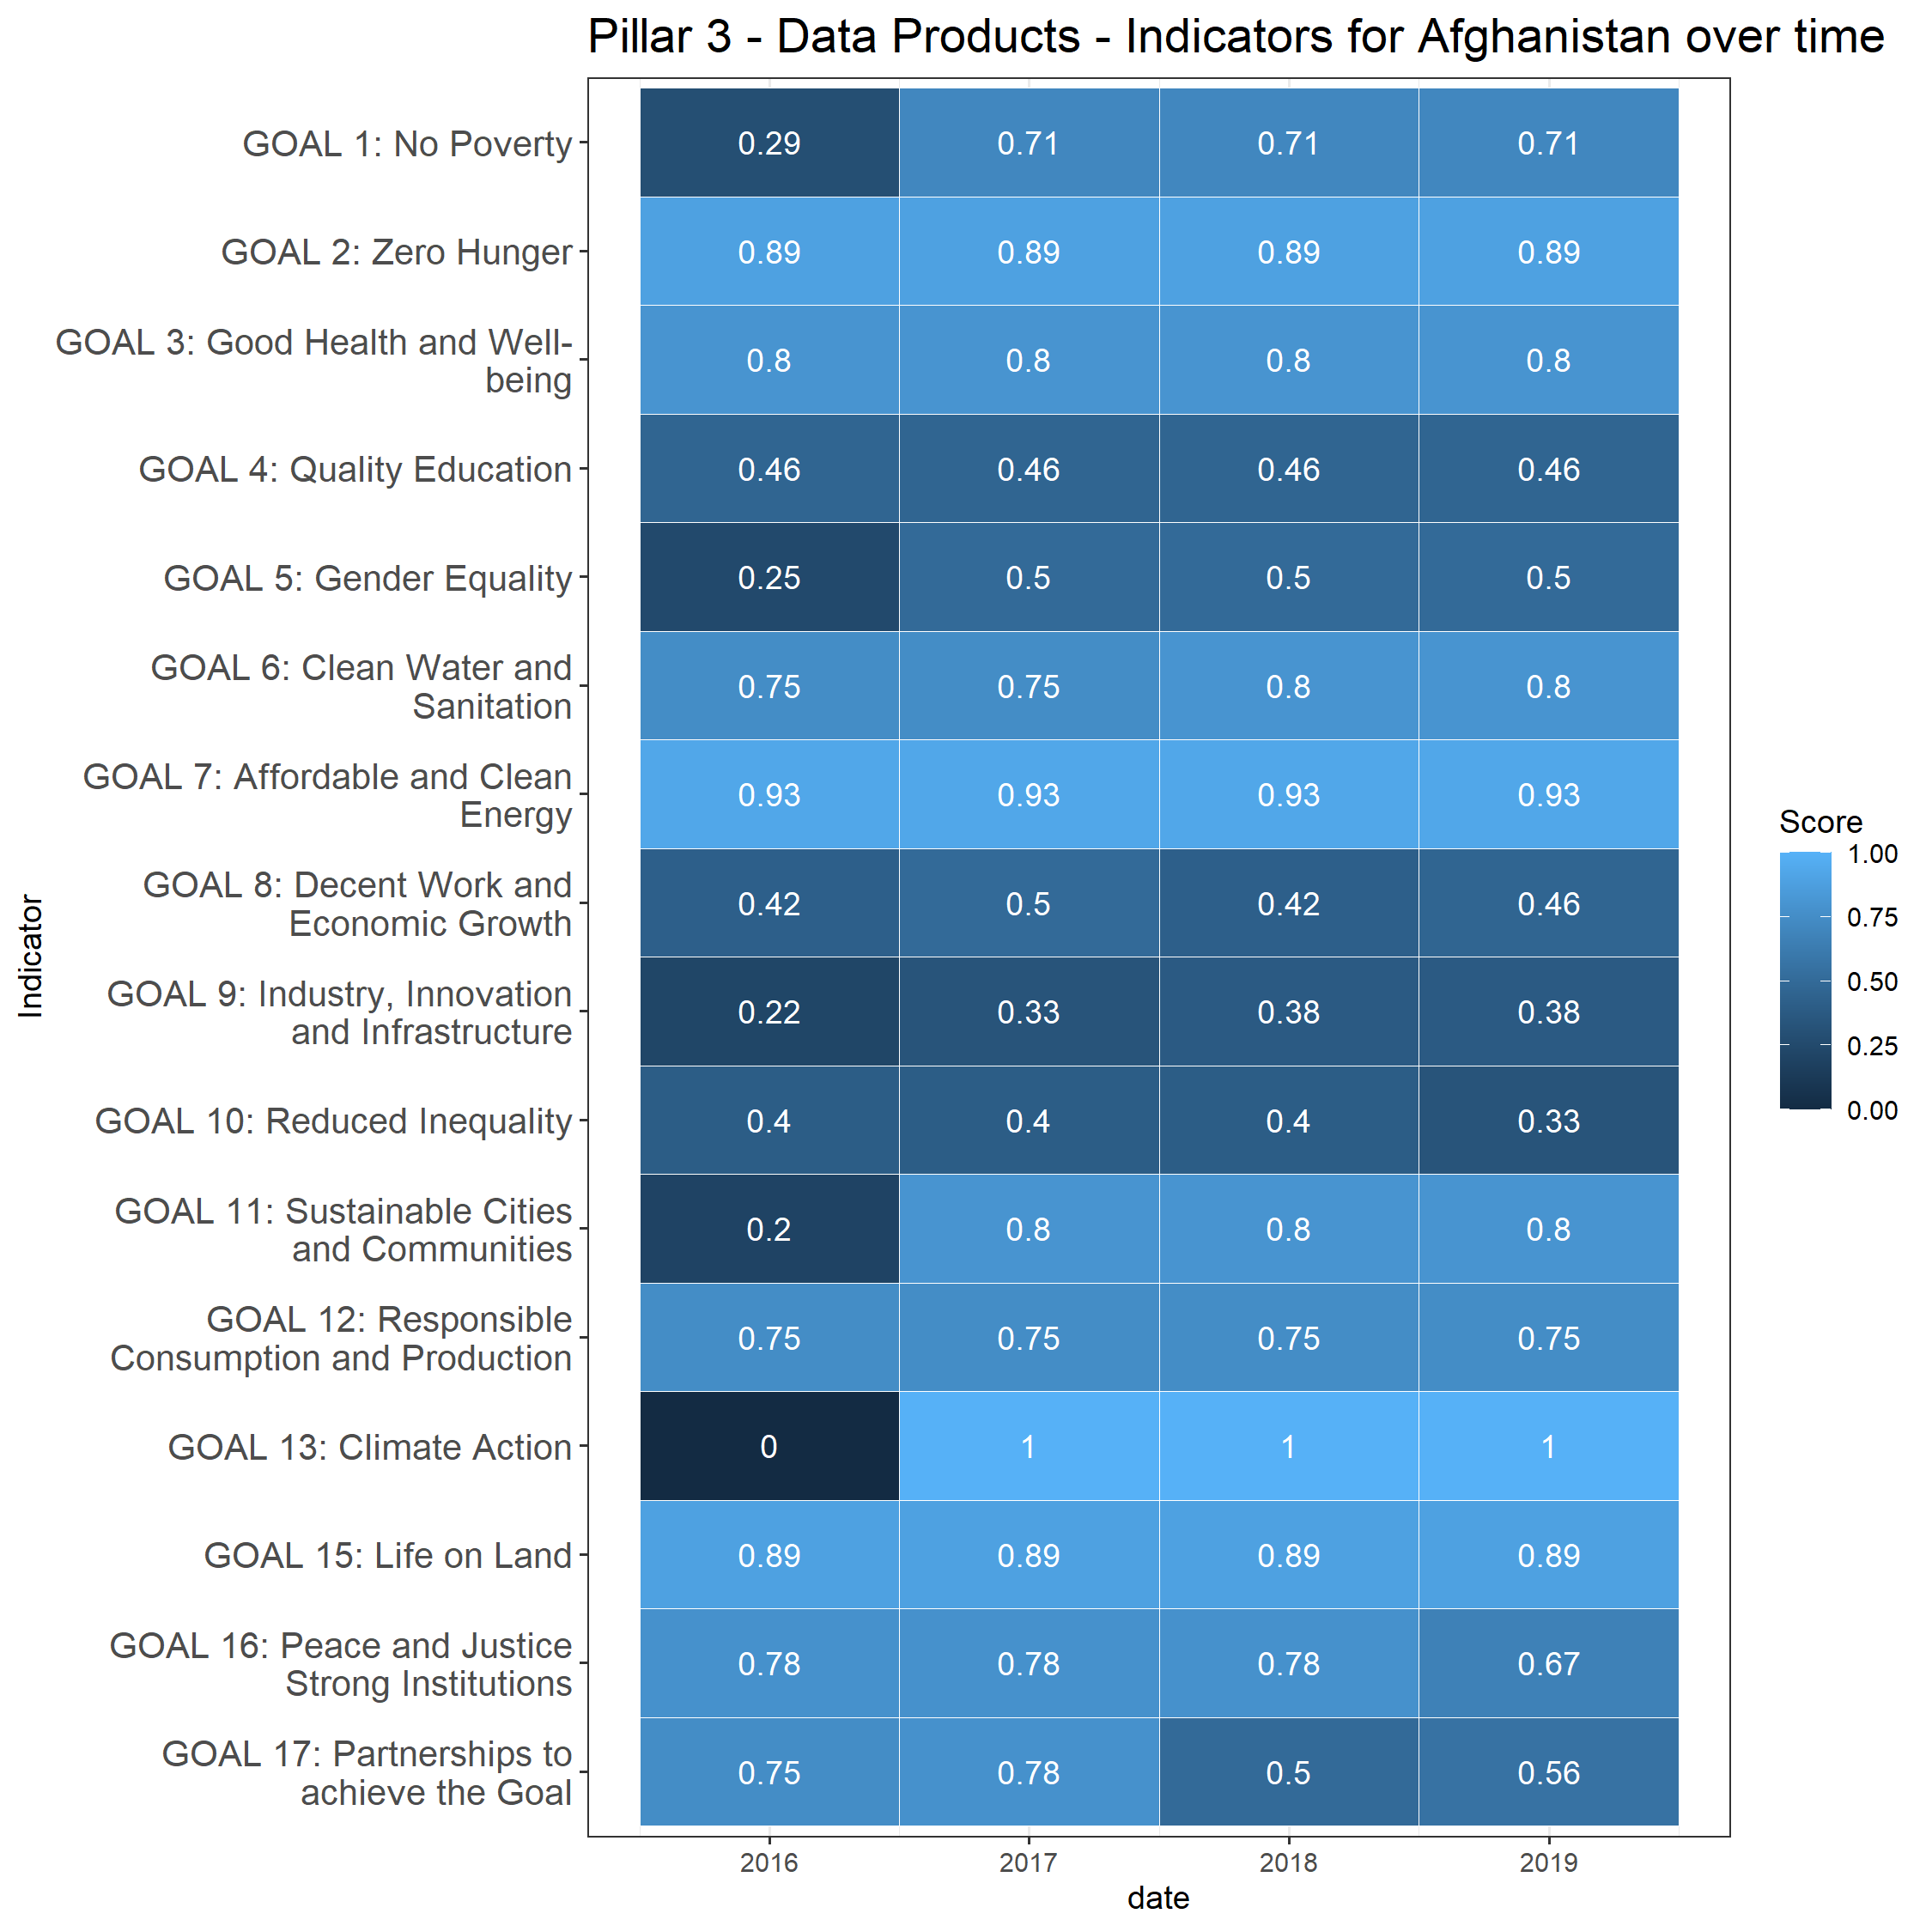 Pillar 3 - Data Products - Indicators for Afghanistan over time
GOAL 1: No Poverty 0.29 0.71 0.71 0.71
GOAL 2: Zero Hunger 0.89 0.89 0.89 0.89
GOAL 3: Good Health and Well-
being 0.8 0.8 0.8 0.8
GOAL 4: Quality Education 0.46 0.46 0.46 0.46
GOAL 5: Gender Equality 0.25 0.5 0.5 0.5
GOAL 6: Clean Water and
Sanitation 0.75 0.75 0.8 0.8
GOAL 7: Affordable and Clean
Energy 0.93 0.93 0.93 0.93
GOAL 8: Decent Work and
Economic Growth 0.42 0.5 0.42 0.46
GOAL 9: Industry, Innovation
and Infrastructure 0.22 0.33 0.38 0.38
GOAL 10: Reduced Inequality 0.4 0.4 0.4 0.33
GOAL 11: Sustainable Cities
and Communities 0.2 0.8 0.8 0.8
GOAL 12: Responsible
Consumption and Production 0.75 0.75 0.75 0.75
GOAL 13: Climate Action 0 1 1 1
GOAL 15: Life on Land 0.89 0.89 0.89 0.89
GOAL 16: Peace and Justice
Strong Institutions 0.78 0.78 0.78 0.67
GOAL 17: Partnerships to
achieve the Goal 0.75 0.78 0.5 0.56
2016 2017 2018 2019
date
Indicator
Score
1.00
0.75
0.50
0.25
0.00